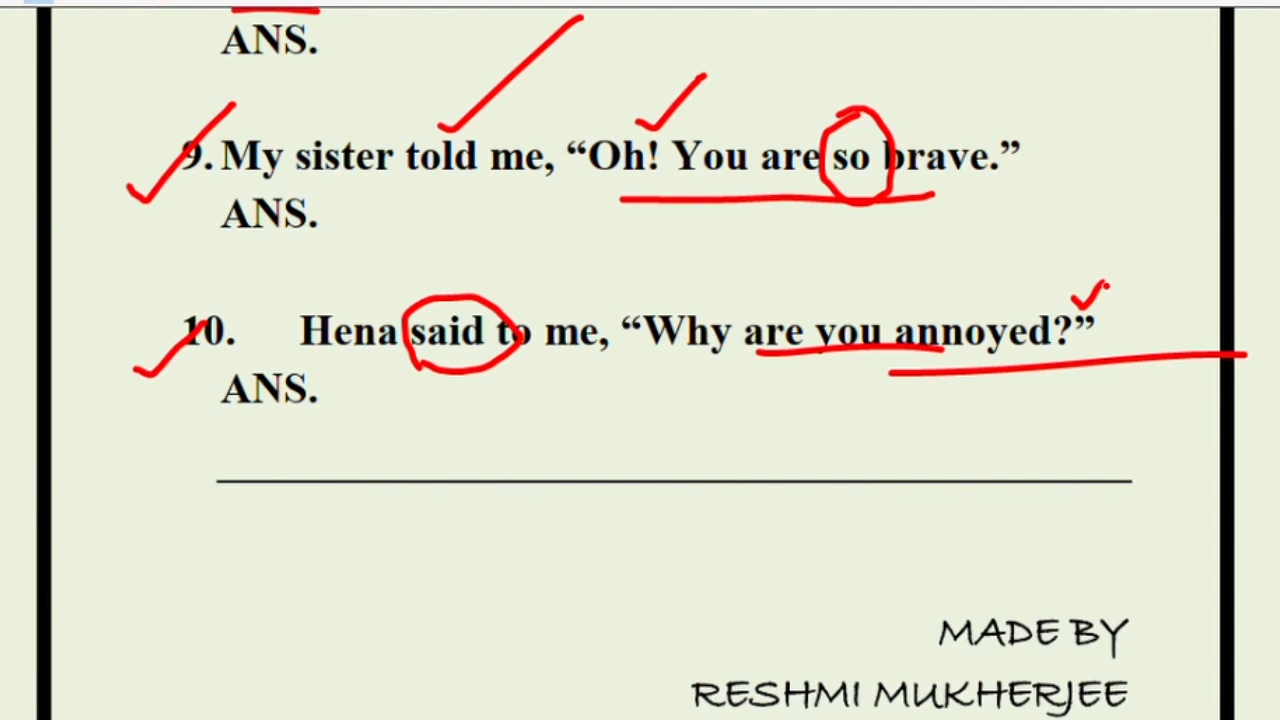 ANS.
9. My sister told me, “Oh! You are so brave.”
ANS.
10. Hena said to me, “Why are you annoyed?”
ANS.
MADE BY
RESHMI MUKHERJEE